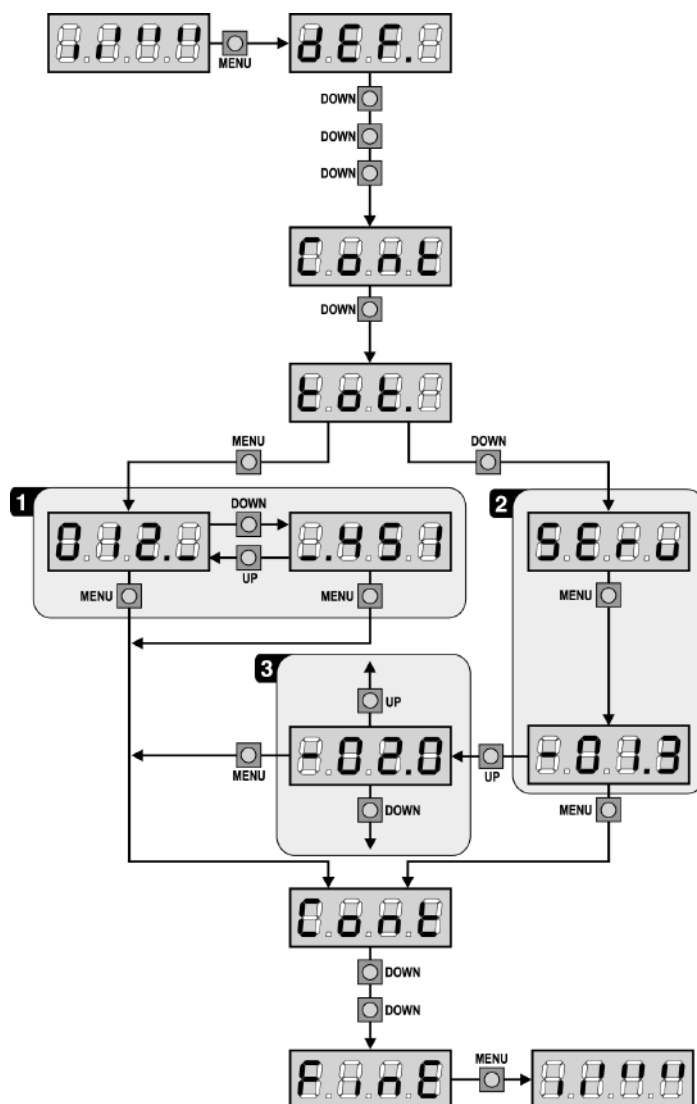 MENU
dEF.
DOWN
DOWN
DOWN
Cont
DOWN
tot.
MENU
DOWN
1
012.
DOWN
UP
.451
MENU
MENU
2
SEru
MENU
-01.3
MENU
3
UP
-02.0
DOWN
MENU
UP
Cont
DOWN
DOWN
FinE
MENU